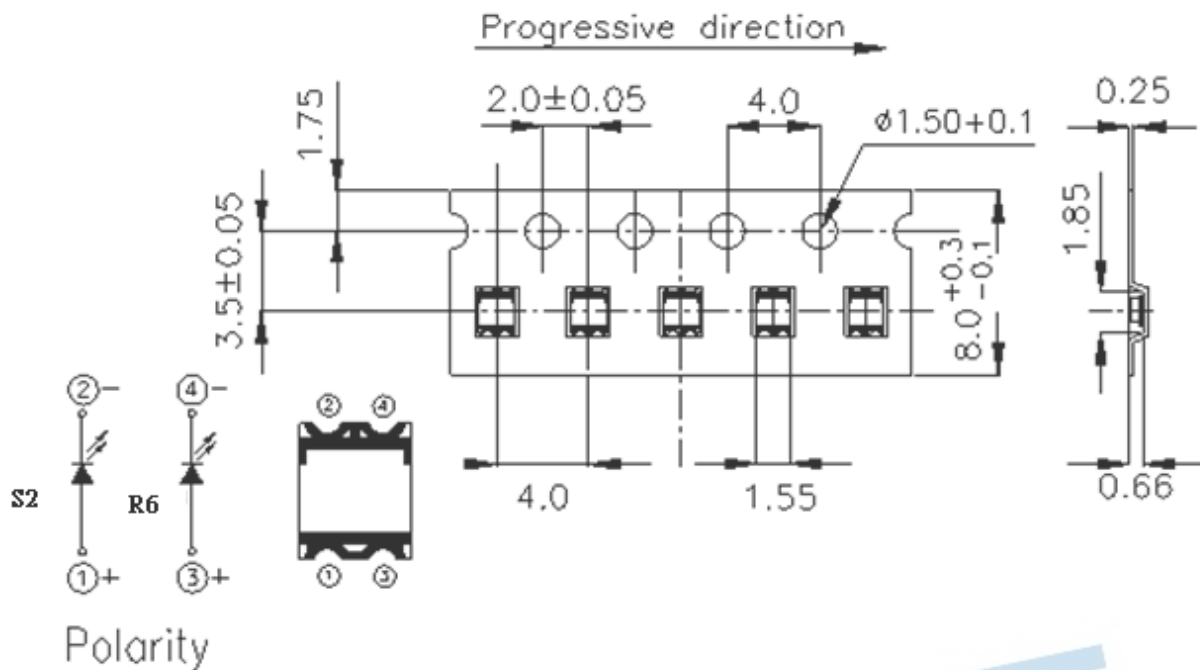 Progressive direction
2.0±0.05
4.0
0.25
1.75
ϕ1.50+0.1
3.5±0.05
1.85
8.0 +0.3 -0.1
②-
④-
② ④
S2
R6
4.0
1.55
0.66
①+
③+
① ③
Polarity